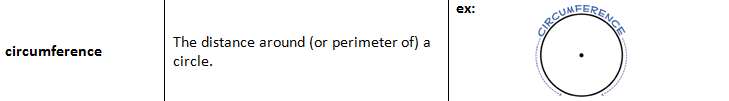 circumference
The distance around (or perimeter of) a
circle.
ex:
CIRCUMFERENCE